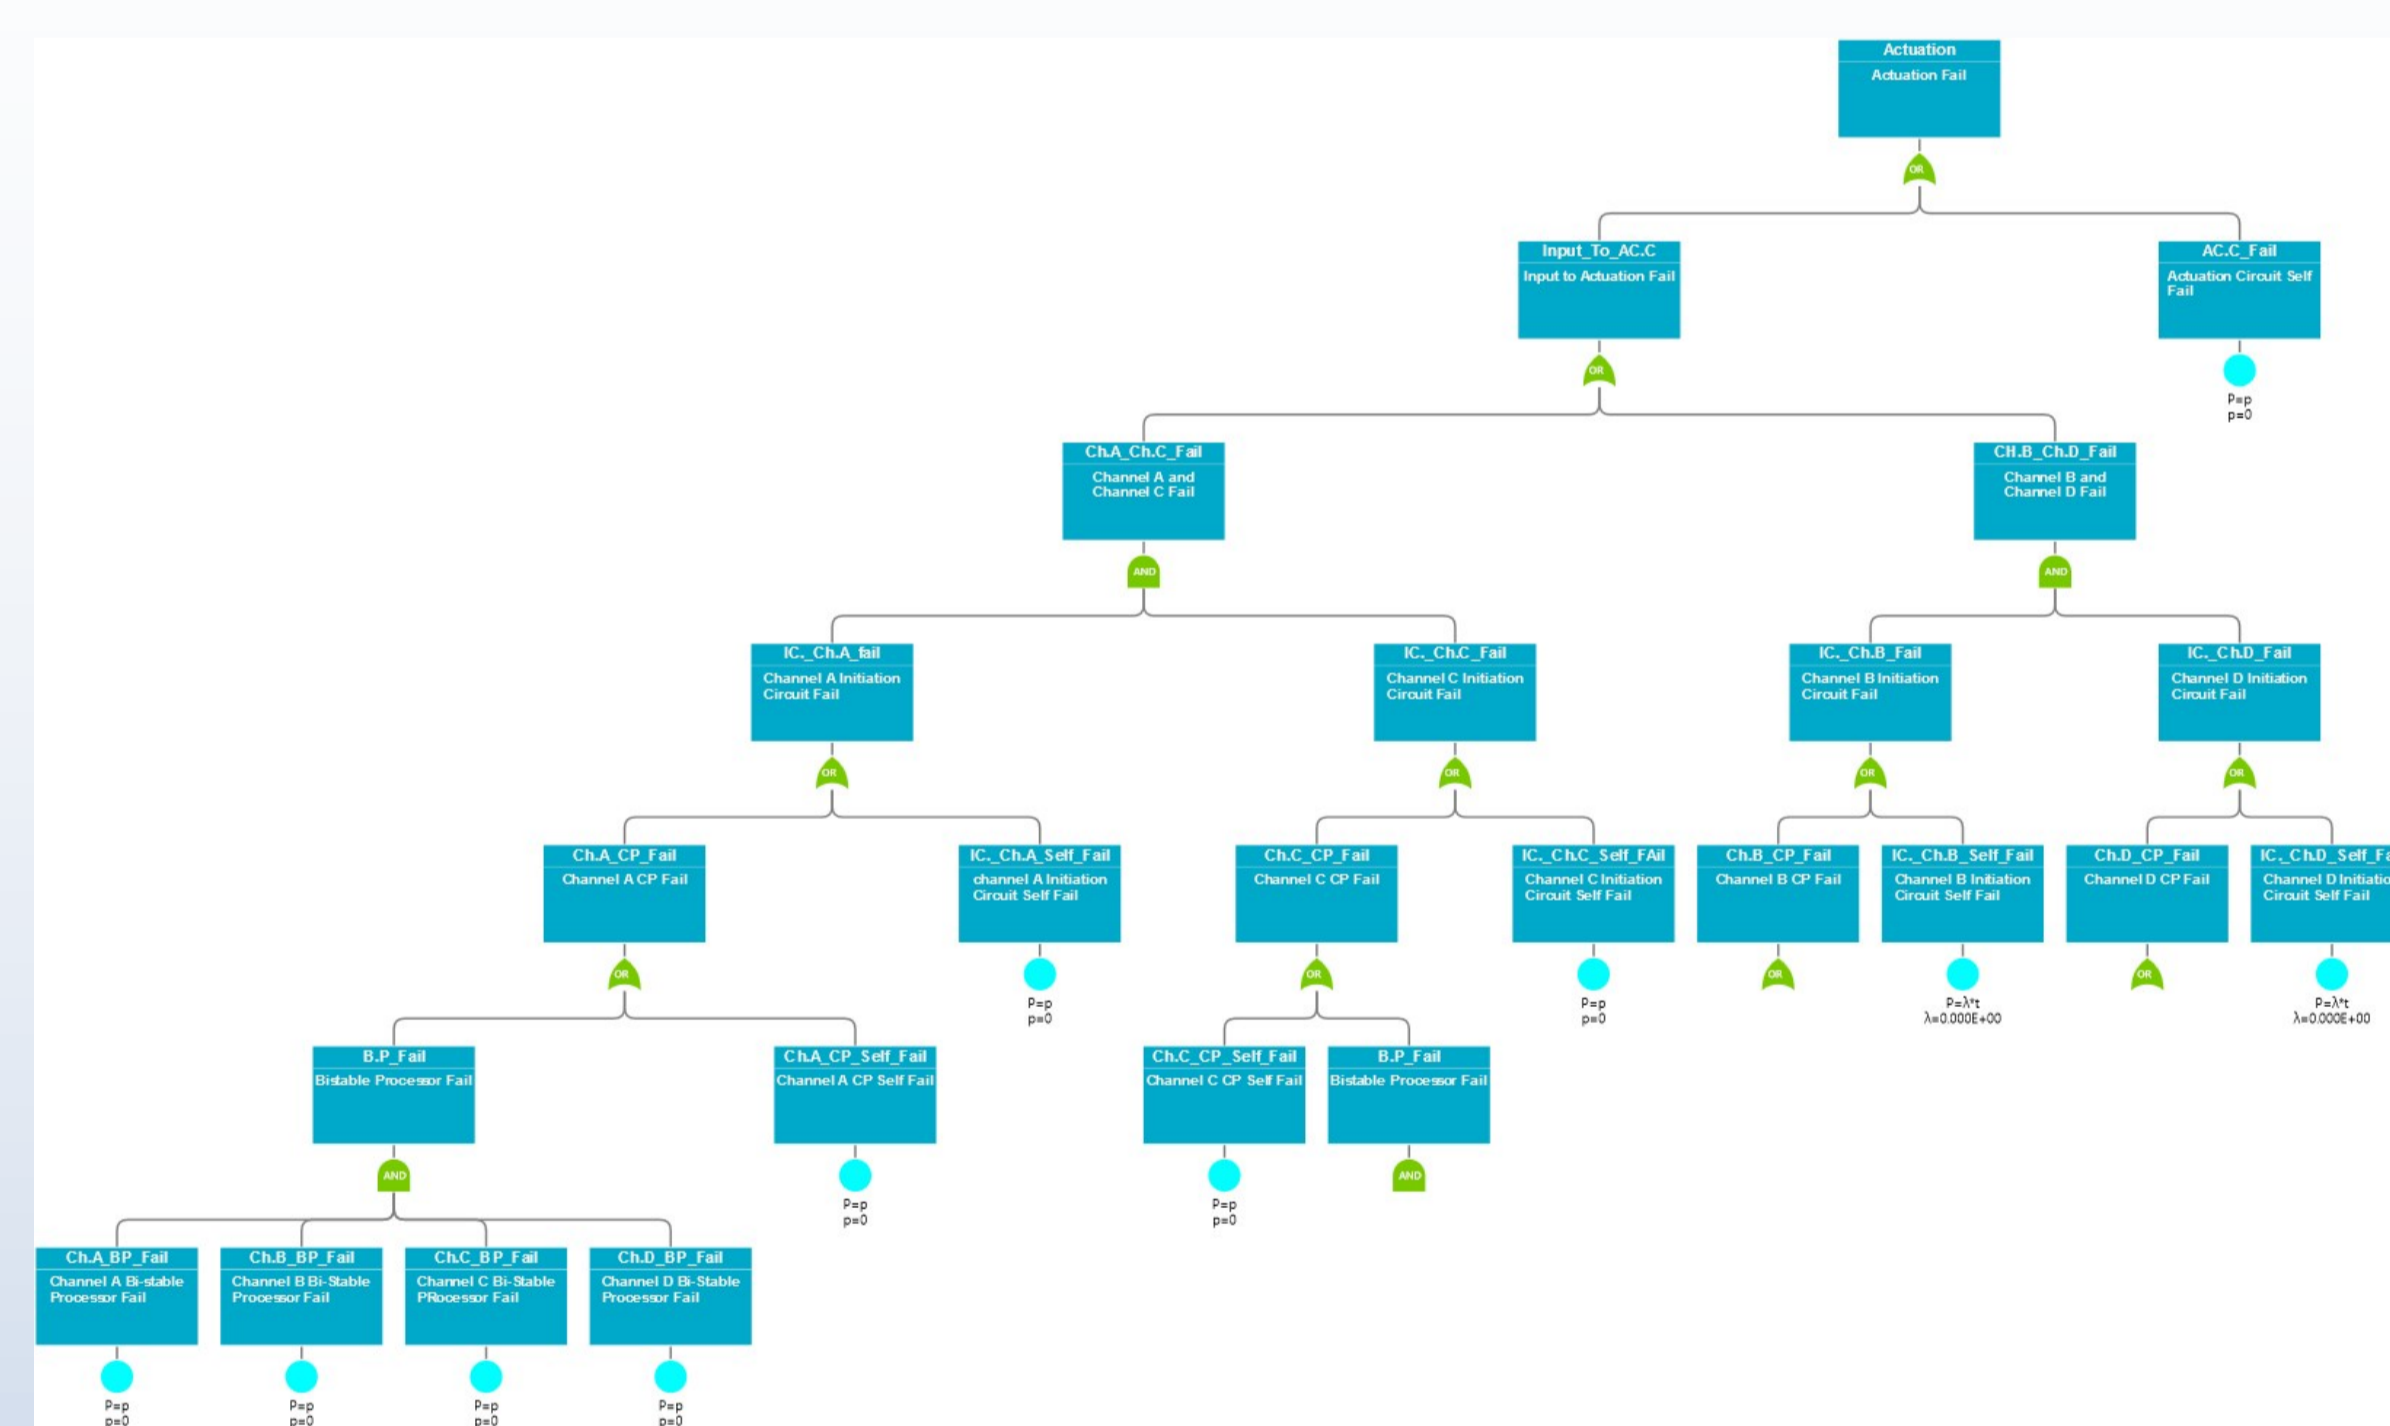 Actuation
Actuation Fail
OR
Input_To_AC.C
Input to Actuation Fail
AC.C_Fail
Actuation Circuit Self
Fail
OR
P=p
p=0
Ch.A_Ch.C_Fail
Channel A and
Channel C Fail
CH.B_Ch.D_Fail
Channel B and
Channel D Fail
AND
AND
IC._Ch.A_fail
Channel A Initiation
Circuit Fail
IC._Ch.C_Fail
Channel C Initiation
Circuit Fail
IC._Ch.B_Fail
Channel B Initiation
Circuit Fail
IC._Ch.D_Fail
Channel D Initiation
Circuit Fail
OR
OR
OR
OR
Ch.A_CP_Fail
Channel A CP Fail
IC._Ch.A_Self_Fail
channel A Initiation
Circuit Self Fail
Ch.C_CP_Fail
Channel C CP Fail
IC._Ch.C_Self_FAil
Channel C Initiation
Circuit Self Fail
Ch.B_CP_Fail
Channel B CP Fail
IC._Ch.B_Self_Fail
Channel B Initiation
Circuit Self Fail
Ch.D_CP_Fail
Channel D CP Fail
IC._Ch.D_Self_Fa
Channel D Initiatio
Circuit Self Fail
OR
P=p
p=0
OR
P=p
p=0
OR
P=λ*t
λ=0.000E+00
OR
P=λ*t
λ=0.000E+00
B.P_Fail
Bistable Processor Fail
Ch.A_CP_Self_Fail
Channel A CP Self Fail
Ch.C_CP_Self_Fail
Channel C CP Self Fail
B.P_Fail
Bistable Processor Fail
AND
P=p
p=0
P=p
p=0
AND
Ch.A_BP_Fail
Channel A Bi-stable
Processor Fail
Ch.B_BP_Fail
Channel B Bi-Stable
Processor Fail
Ch.C_BP_Fail
Channel C Bi-Stable
PRocessor Fail
Ch.D_BP_Fail
Channel D Bi-Stable
Processor Fail
P=p
p=0
P=p
p=0
P=p
p=0
P=p
p=0